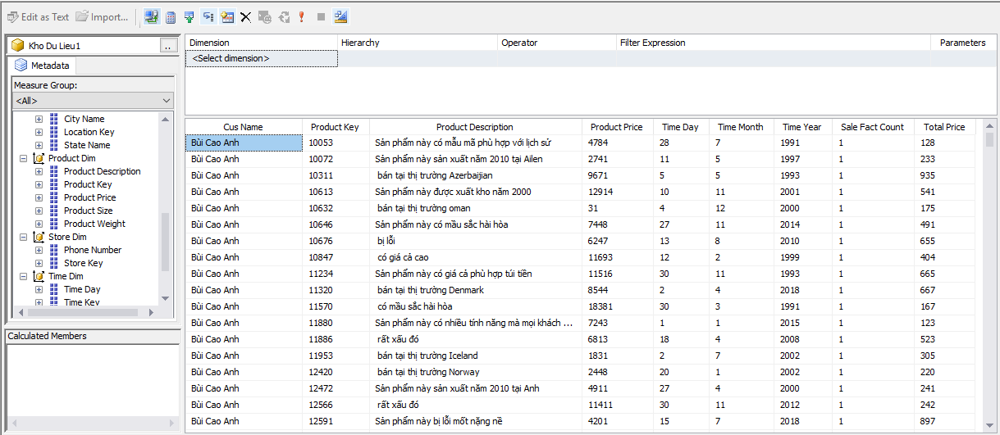 Edit as Text Import...
Kho Du Lieu1 ..
Metadata
Measure Group:
<All>
City Name
Location Key
State Name
Product Dim
Product Description
Product Key
Product Price
Product Size
Product Weight
Store Dim
Phone Number
Store Key
Time Dim
Time Day
Time Key
Calculated Members
Dimension Hierarchy Operator Filter Expression Parameters
<Select dimension>
Cus Name Product Key Product Description Product Price Time Day Time Month Time Year Sale Fact Count Total Price
Bùi Cao Anh 10053 Sản phẩm này có mẫu mã phù hợp với lịch sử 4784 28 7 1991 1 128
Bùi Cao Anh 10072 Sản phẩm này sản xuất năm 2010 tại Ailen 2741 11 5 1997 1 233
Bùi Cao Anh 10311 bán tại thị trường Azerbaijian 9671 5 5 1993 1 935
Bùi Cao Anh 10613 Sản phẩm này được xuất kho năm 2000 12914 10 11 2001 1 541
Bùi Cao Anh 10632 bán tại thị trường oman 31 4 12 2000 1 175
Bùi Cao Anh 10646 Sản phẩm này có mầu sắc hài hòa 7448 27 11 2014 1 491
Bùi Cao Anh 10676 bị lỗi 6247 13 8 2010 1 655
Bùi Cao Anh 10847 có giá cả cao 11693 12 2 1999 1 404
Bùi Cao Anh 11234 Sản phẩm này có giá cả phù hợp túi tiền 11516 30 11 1993 1 665
Bùi Cao Anh 11320 bán tại thị trường Denmark 8544 2 4 2018 1 667
Bùi Cao Anh 11570 có mầu sắc hài hòa 18381 30 3 1991 1 167
Bùi Cao Anh 11880 Sản phẩm này có nhiều tính năng mà mọi khách ... 7243 1 1 2015 1 123
Bùi Cao Anh 11886 rất xấu đó 6813 18 4 2008 1 523
Bùi Cao Anh 11953 bán tại thị trường Iceland 1831 2 7 2002 1 305
Bùi Cao Anh 12420 bán tại thị trường Norway 2448 20 1 2002 1 220
Bùi Cao Anh 12472 Sản phẩm này sản xuất năm 2010 tại Anh 4911 27 4 2000 1 241
Bùi Cao Anh 12566 rất xấu đó 11411 30 11 2012 1 242
Bùi Cao Anh 12591 Sản phẩm này bị lỗi mốt nặng nề 4201 15 7 2018 1 897